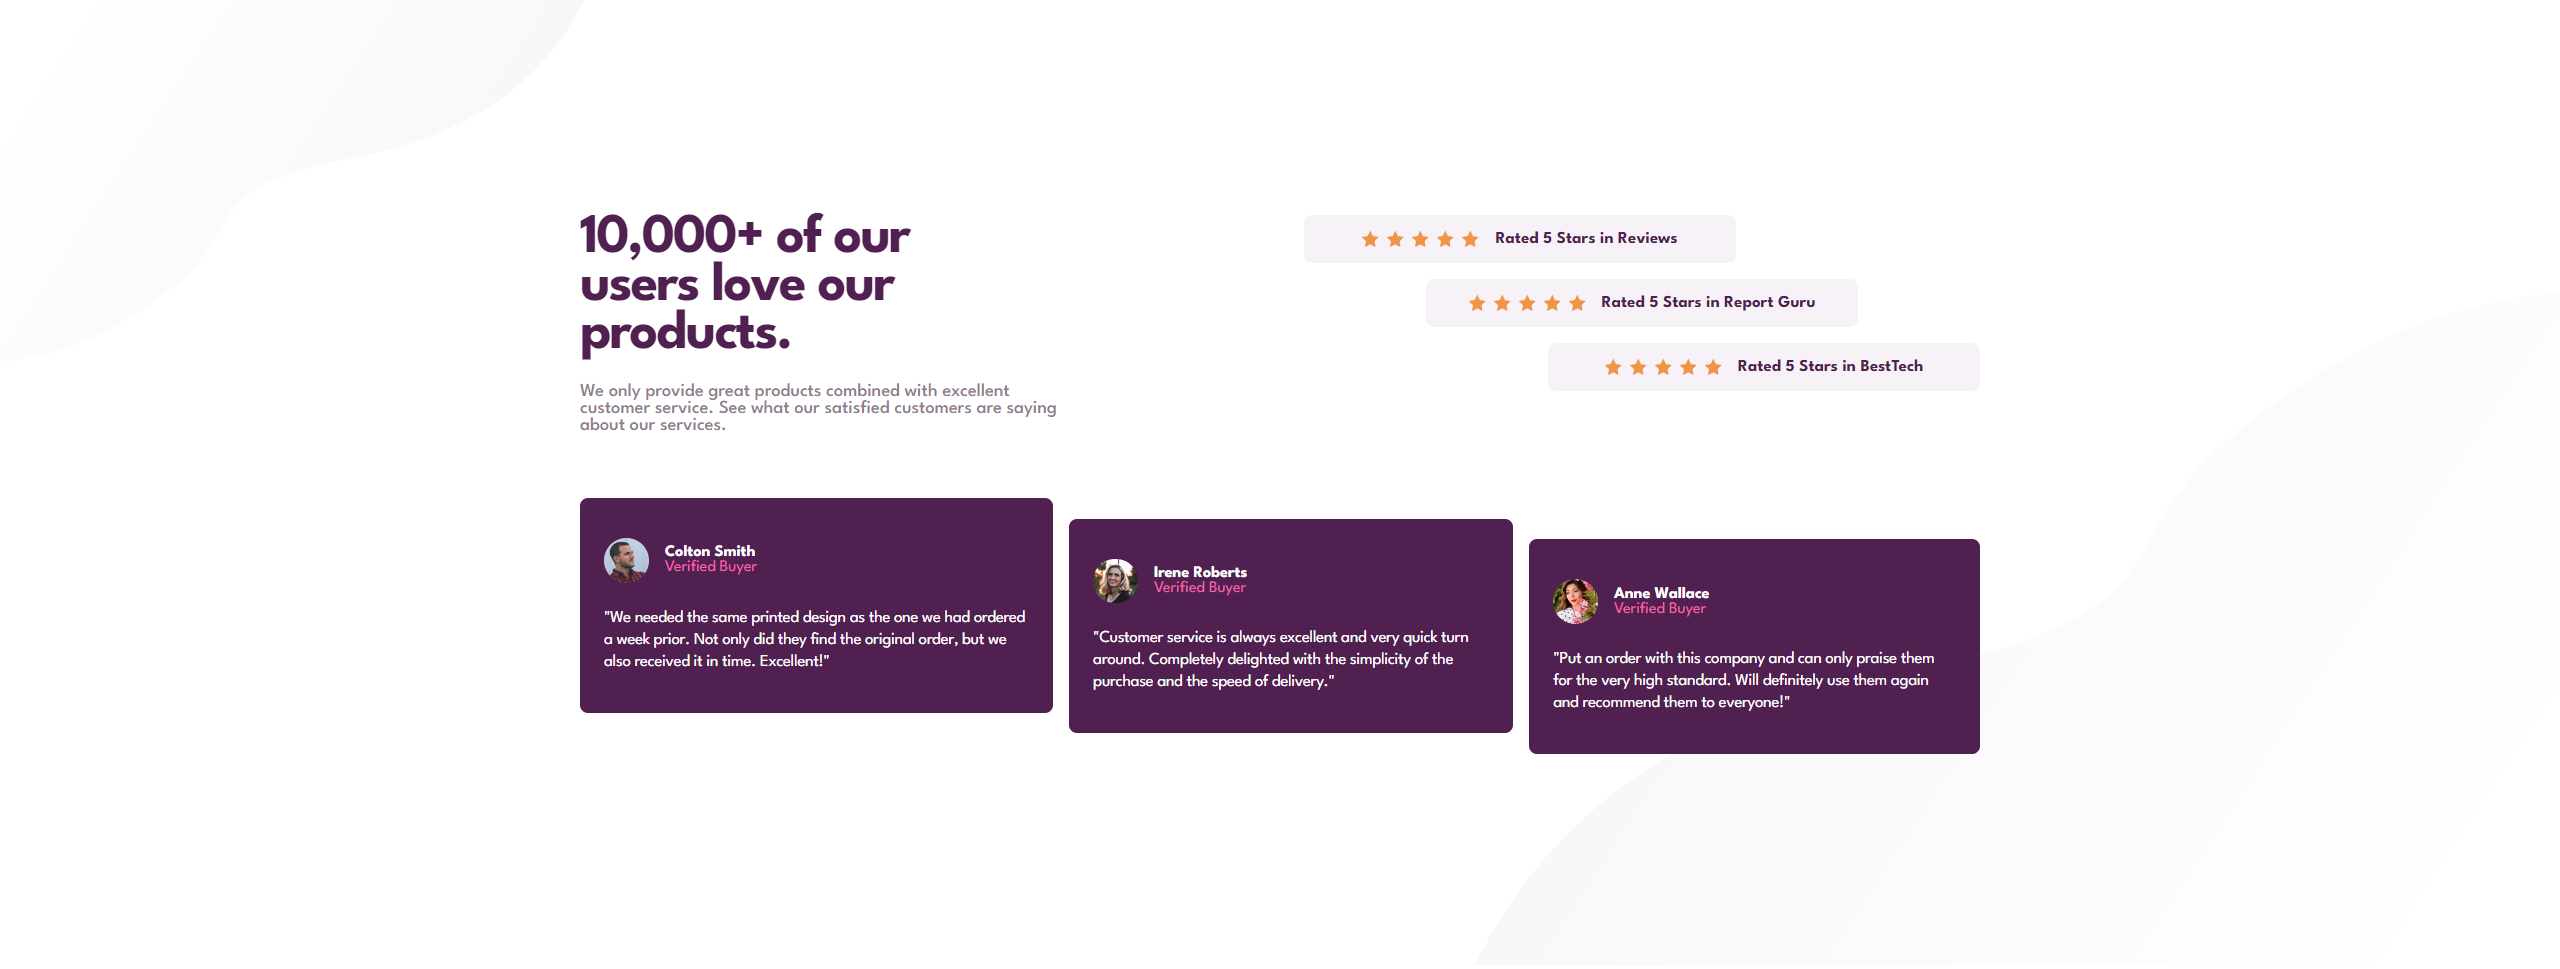 10,000+ of our
users love our
products.
We only provide great products combined with excellent
customer service. See what our satisfied customers are saying
about our services.
Rated 5 Stars in Reviews
Rated 5 Stars in Report Guru
Rated 5 Stars in BestTech
Colton Smith
Verified Buyer
"We needed the same printed design as the one we had ordered
a week prior. Not only did they find the original order, but we
also received it in time. Excellent!"
Irene Roberts
Verified Buyer
"Customer service is always excellent and very quick turn
around. Completely delighted with the simplicity of the
purchase and the speed of delivery."
Anne Wallace
Verified Buyer
"Put an order with this company and can only praise them
for the very high standard. Will definitely use them again
and recommend them to everyone!"